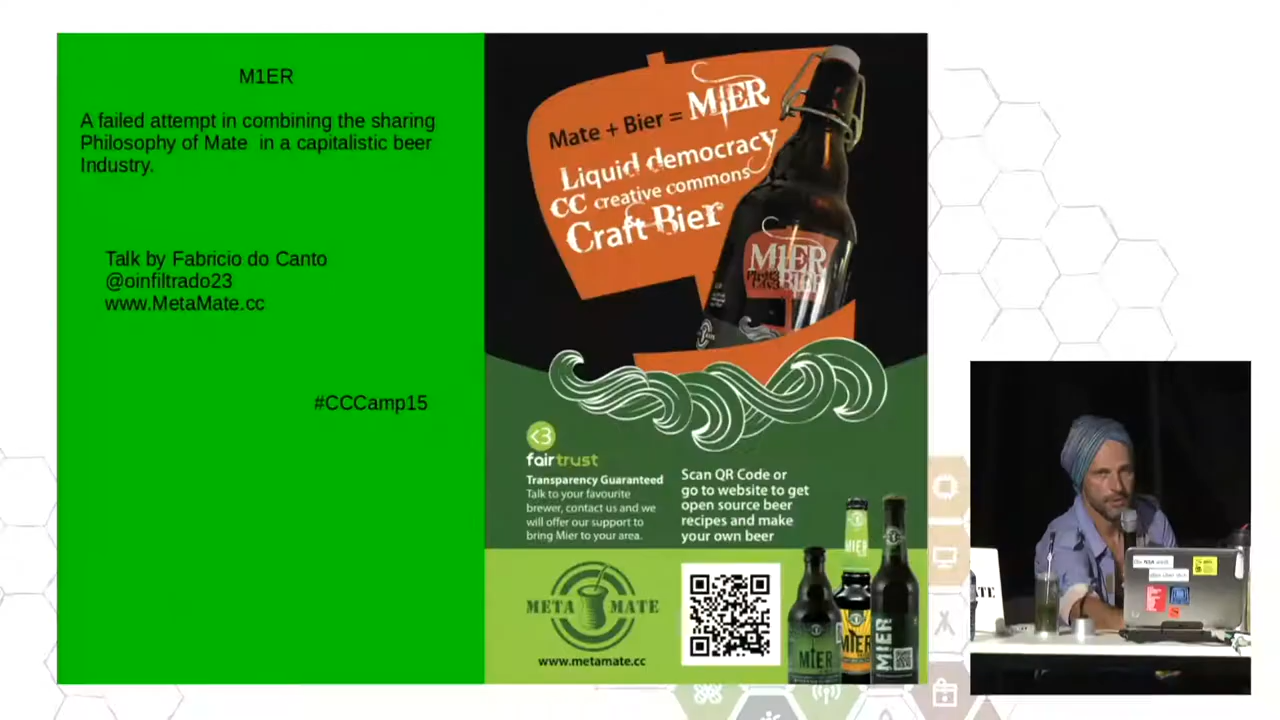 M1ER
A failed attempt in combining the sharing
Philosophy of Mate in a capitalistic beer
Industry.
Talk by Fabricio do Canto
@oinfiltrado23
www.MetaMate.cc
#CCCamp15
Mate + Bier = MIER
Liquid democracy
CC creative commons
Craft Bier
M1ER
BIER
<3
fairtrust
Transparency Guaranteed
Talk to your favourite
brewer, contact us and we
will offer our support to
bring Mier to your area.
Scan QR Code or
go to website to get
open source beer
recipes and make
your own beer
META MATE
www.metamate.cc
MIER
MIER
MIER
MIER